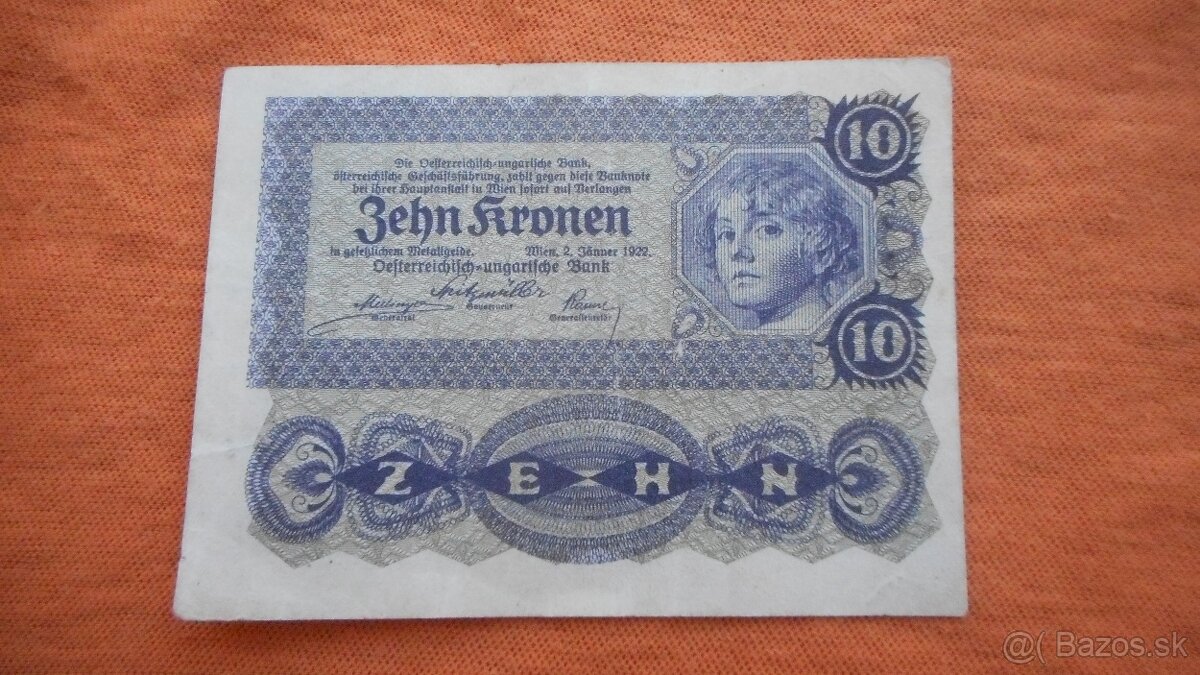 Die Oesterreichisch-ungarische Bank,
österreichische Geschäftsführung, zahlt gegen diese Banknote
bei ihrer Hauptanstalt in Wien sofort auf Verlangen
Zehn Kronen
in gesetzlichem Metallgelde. Wien, 2. Jänner 1922.
Oesterreichisch-ungarische Bank
Spitzmüller
Generalrat Gouverneur Generalsekretär
10
10
Z E H N
@( Bazos.sk